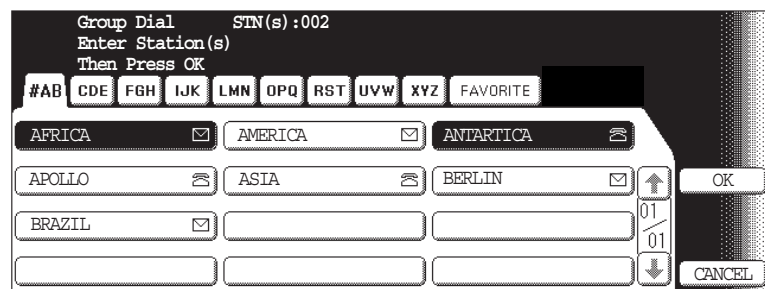 Group Dial STN(s):002
Enter Station(s)
Then Press OK
#AB CDE FGH IJK LMN OPQ RST UVW XYZ FAVORITE
AFRICA AMERICA ANTARTICA
APOLLO ASIA BERLIN
OK
BRAZIL
01
01
CANCEL